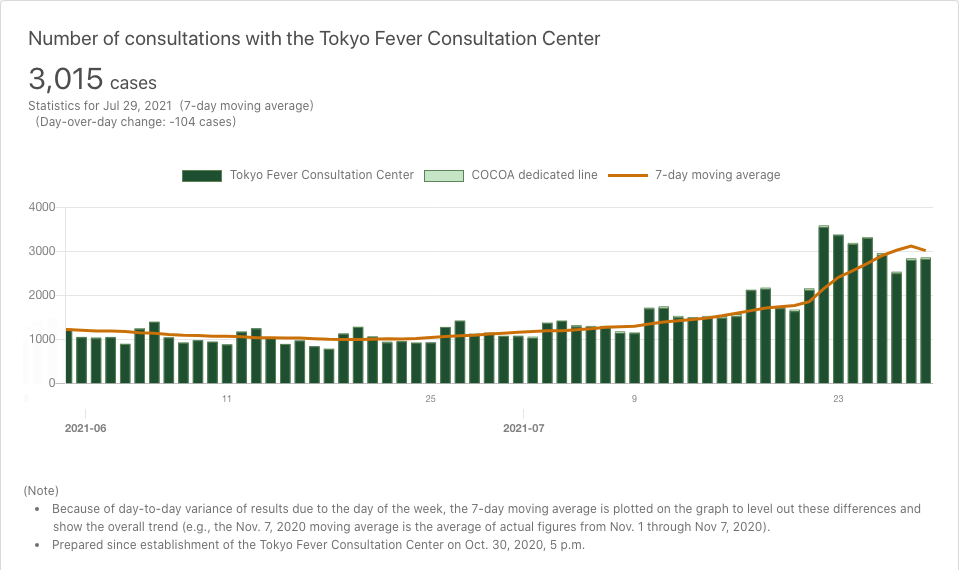 Number of consultations with the Tokyo Fever Consultation Center
3,015 cases
Statistics for Jul 29, 2021 (7-day moving average)
(Day-over-day change: -104 cases)
Tokyo Fever Consultation Center COCOA dedicated line 7-day moving average
4000
3000
2000
1000
0
11 25 9 23
2021-06 2021-07
(Note)
• Because of day-to-day variance of results due to the day of the week, the 7-day moving average is plotted on the graph to level out these differences and
show the overall trend (e.g., the Nov. 7, 2020 moving average is the average of actual figures from Nov. 1 through Nov 7, 2020).
• Prepared since establishment of the Tokyo Fever Consultation Center on Oct. 30, 2020, 5 p.m.